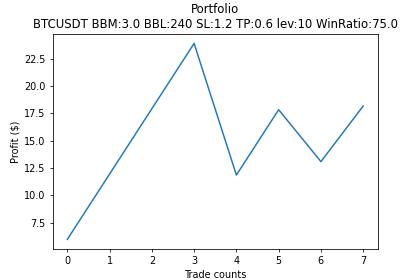 Portfolio
BTCUSDT BBM:3.0 BBL:240 SL:1.2 TP:0.6 lev:10 WinRatio:75.0
22.5
20.0
17.5
15.0
12.5
10.0
7.5
Profit ($)
0 1 2 3 4 5 6 7
Trade counts